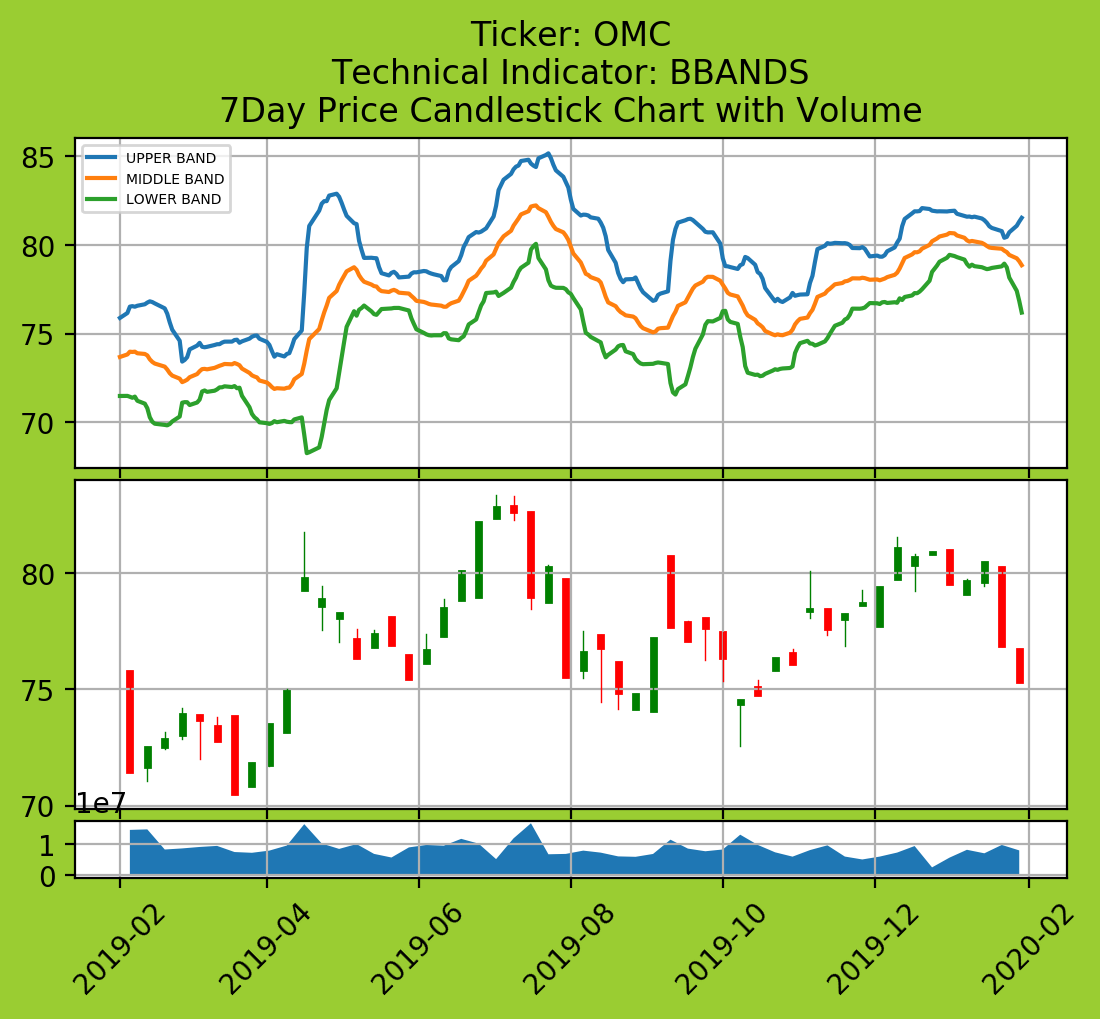 Ticker: OMC
Technical Indicator: BBANDS
7Day Price Candlestick Chart with Volume
85
80
75
70
UPPER BAND
MIDDLE BAND
LOWER BAND
80
75
70
1e7
1
0
2019-02
2019-04
2019-06
2019-08
2019-10
2019-12
2020-02